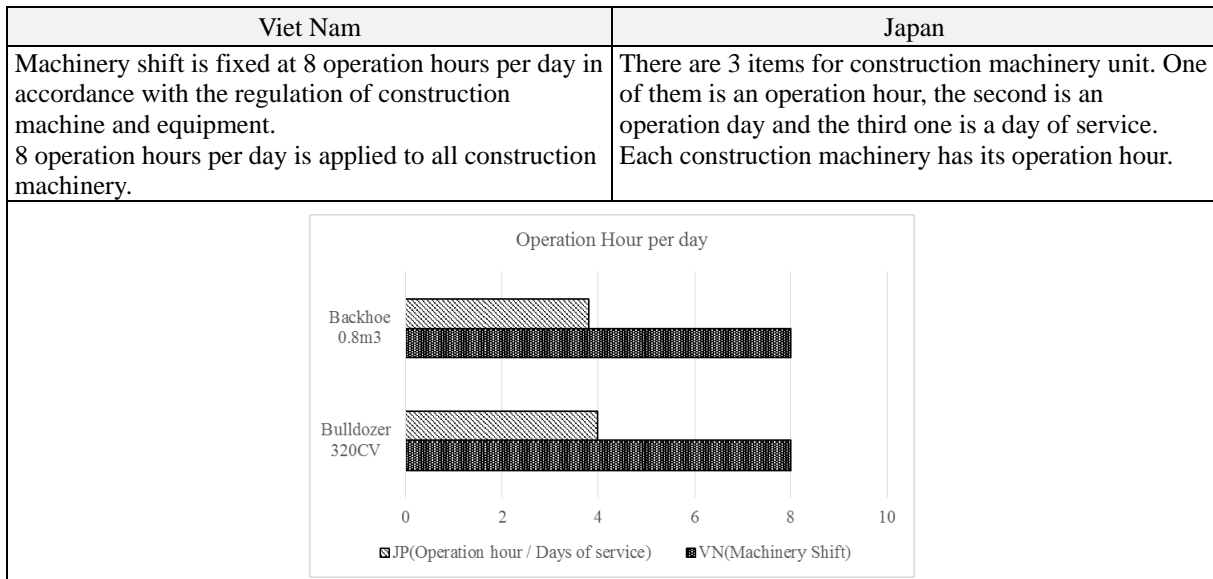 Viet Nam
Japan
Machinery shift is fixed at 8 operation hours per day in
accordance with the regulation of construction
machine and equipment.
8 operation hours per day is applied to all construction
machinery.
There are 3 items for construction machinery unit. One
of them is an operation hour, the second is an
operation day and the third one is a day of service.
Each construction machinery has its operation hour.
Operation Hour per day
Backhoe
0.8m3
Bulldozer
320CV
0 2 4 6 8 10
JP(Operation hour / Days of service) VN(Machinery Shift)